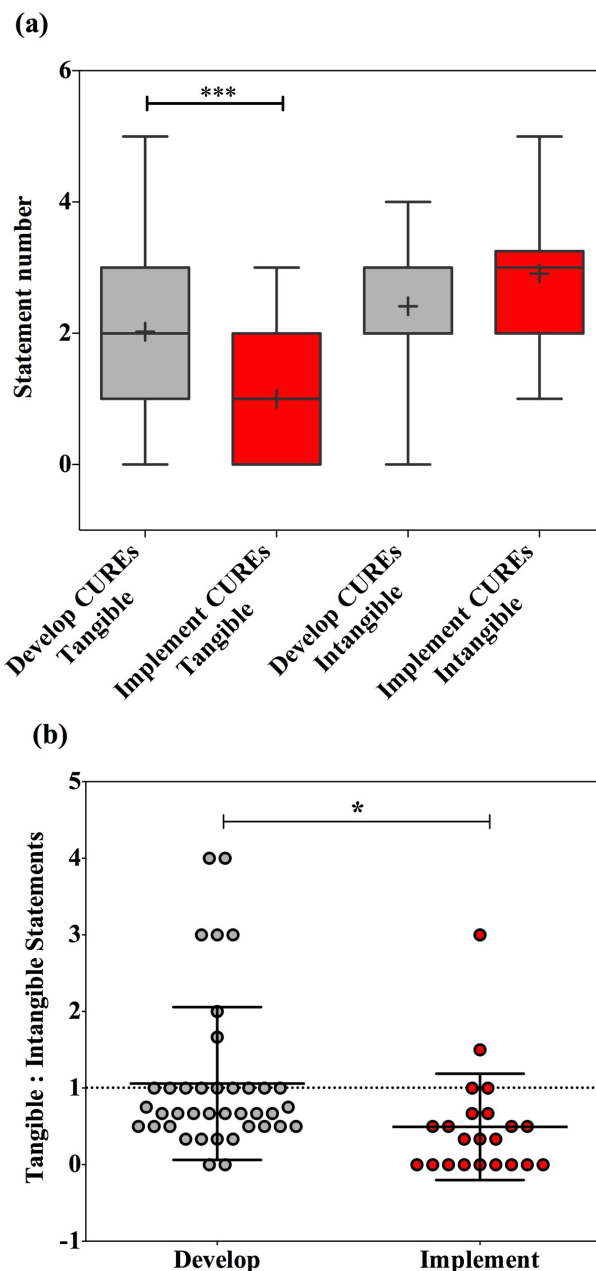 (a)
Statement number
6
4
2
0
***
Develop CUREs
Tangible
Implement CUREs
Tangible
Develop CUREs
Intangible
Implement CUREs
Intangible
(b)
Tangible : Intangible Statements
5
4
3
2
1
0
-1
*
Develop
Implement